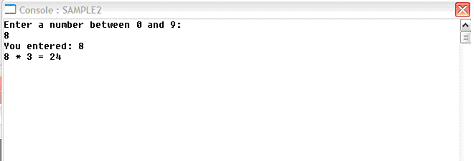 Console : SAMPLE2
Enter a number between 0 and 9:
8
You entered: 8
8 * 3 = 24